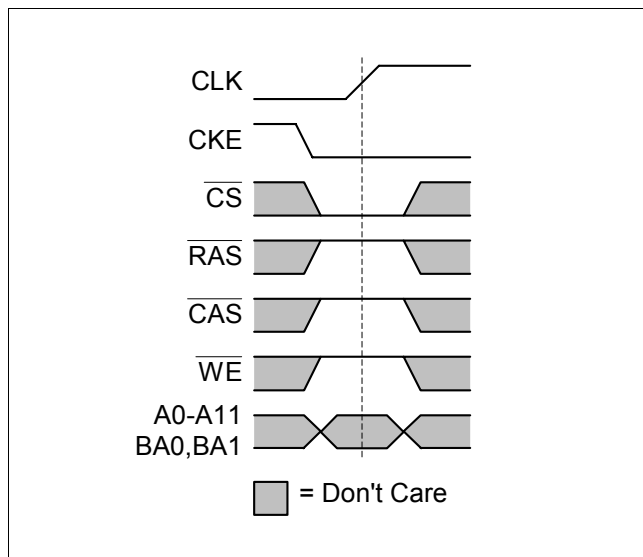 CLK
CKE
CS
RAS
CAS
WE
A0-A11
BA0,BA1
= Don't Care